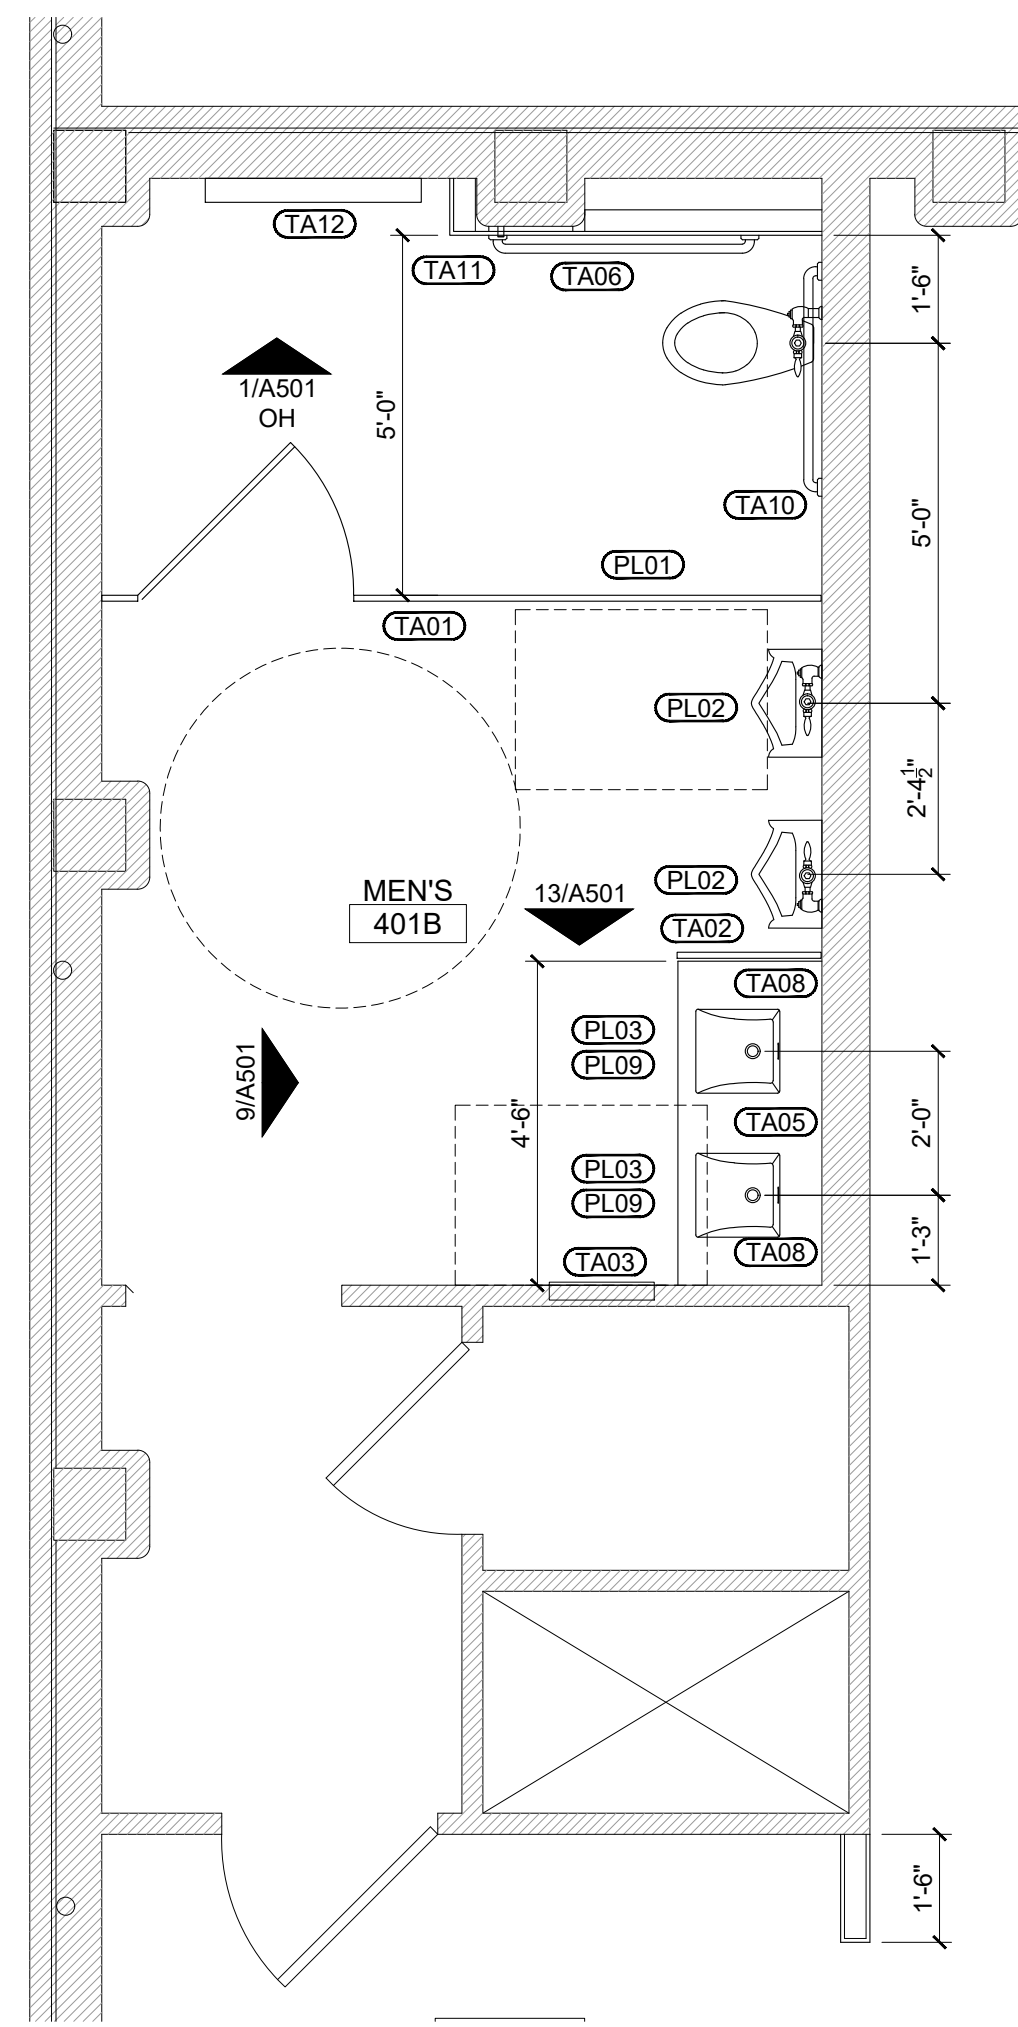 TA12
TA11
TA06
1'-6"
1/A501
OH
5'-0"
TA10
5'-0"
PL01
TA01
PL02
2'-4½"
PL02
MEN'S
401B
13/A501
TA02
TA08
PL03
PL09
9/A501
4'-6"
TA05
2'-0"
PL03
PL09
TA08
1'-3"
TA03
1'-6"